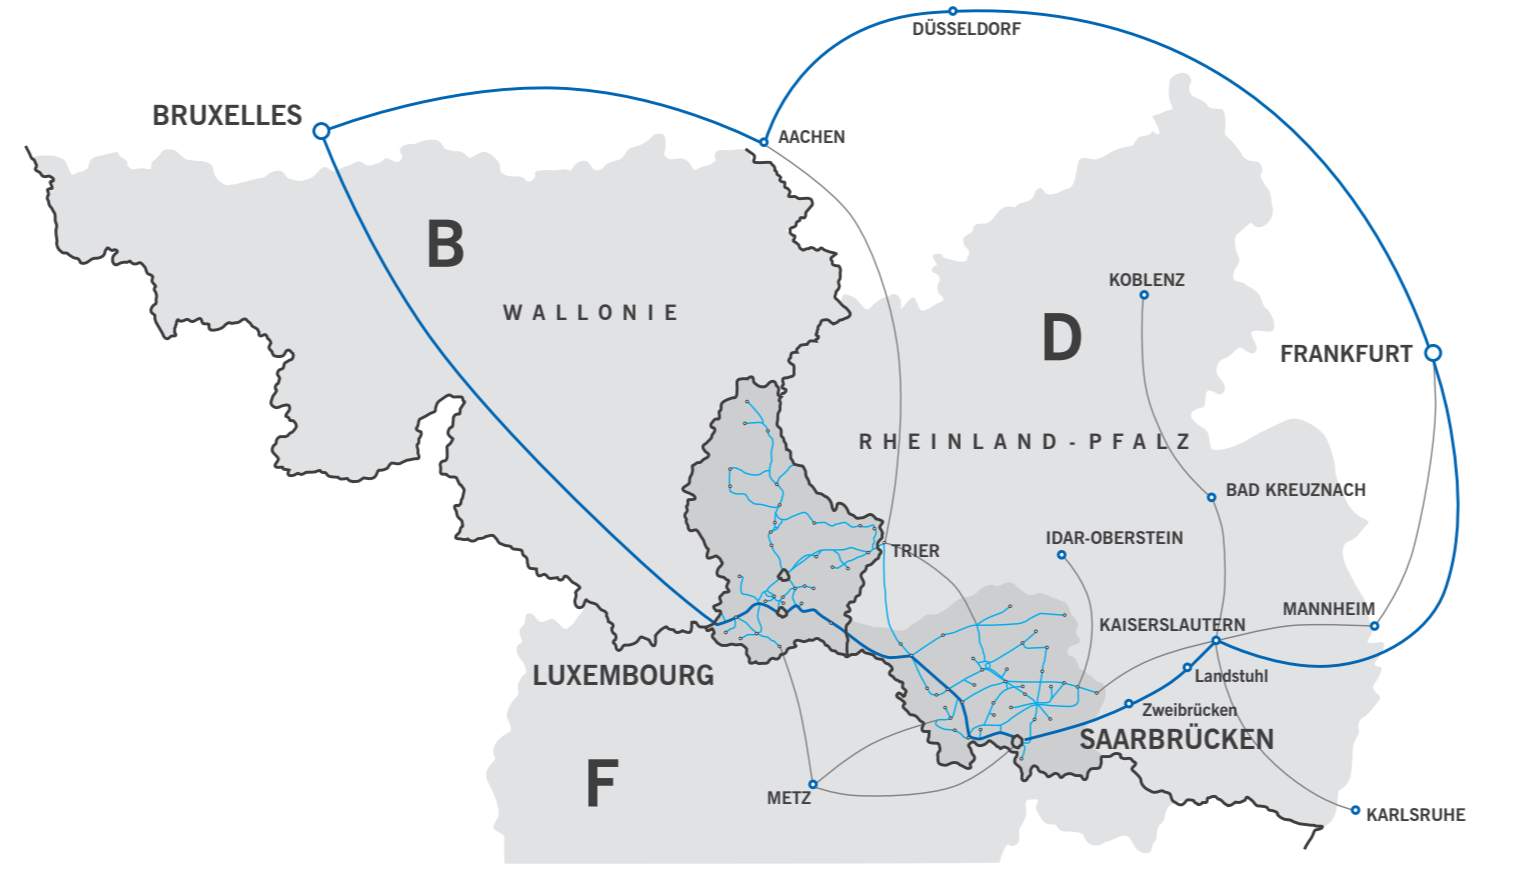 DÜSSELDORF
BRUXELLES
AACHEN
B
WALLONIE
KOBLENZ
D
FRANKFURT
RHEINLAND-PFALZ
BAD KREUZNACH
IDAR-OBERSTEIN
TRIER
MANNHEIM
KAISERSLAUTERN
LUXEMBOURG
Landstuhl
Zweibrücken
SAARBRÜCKEN
F
METZ
KARLSRUHE